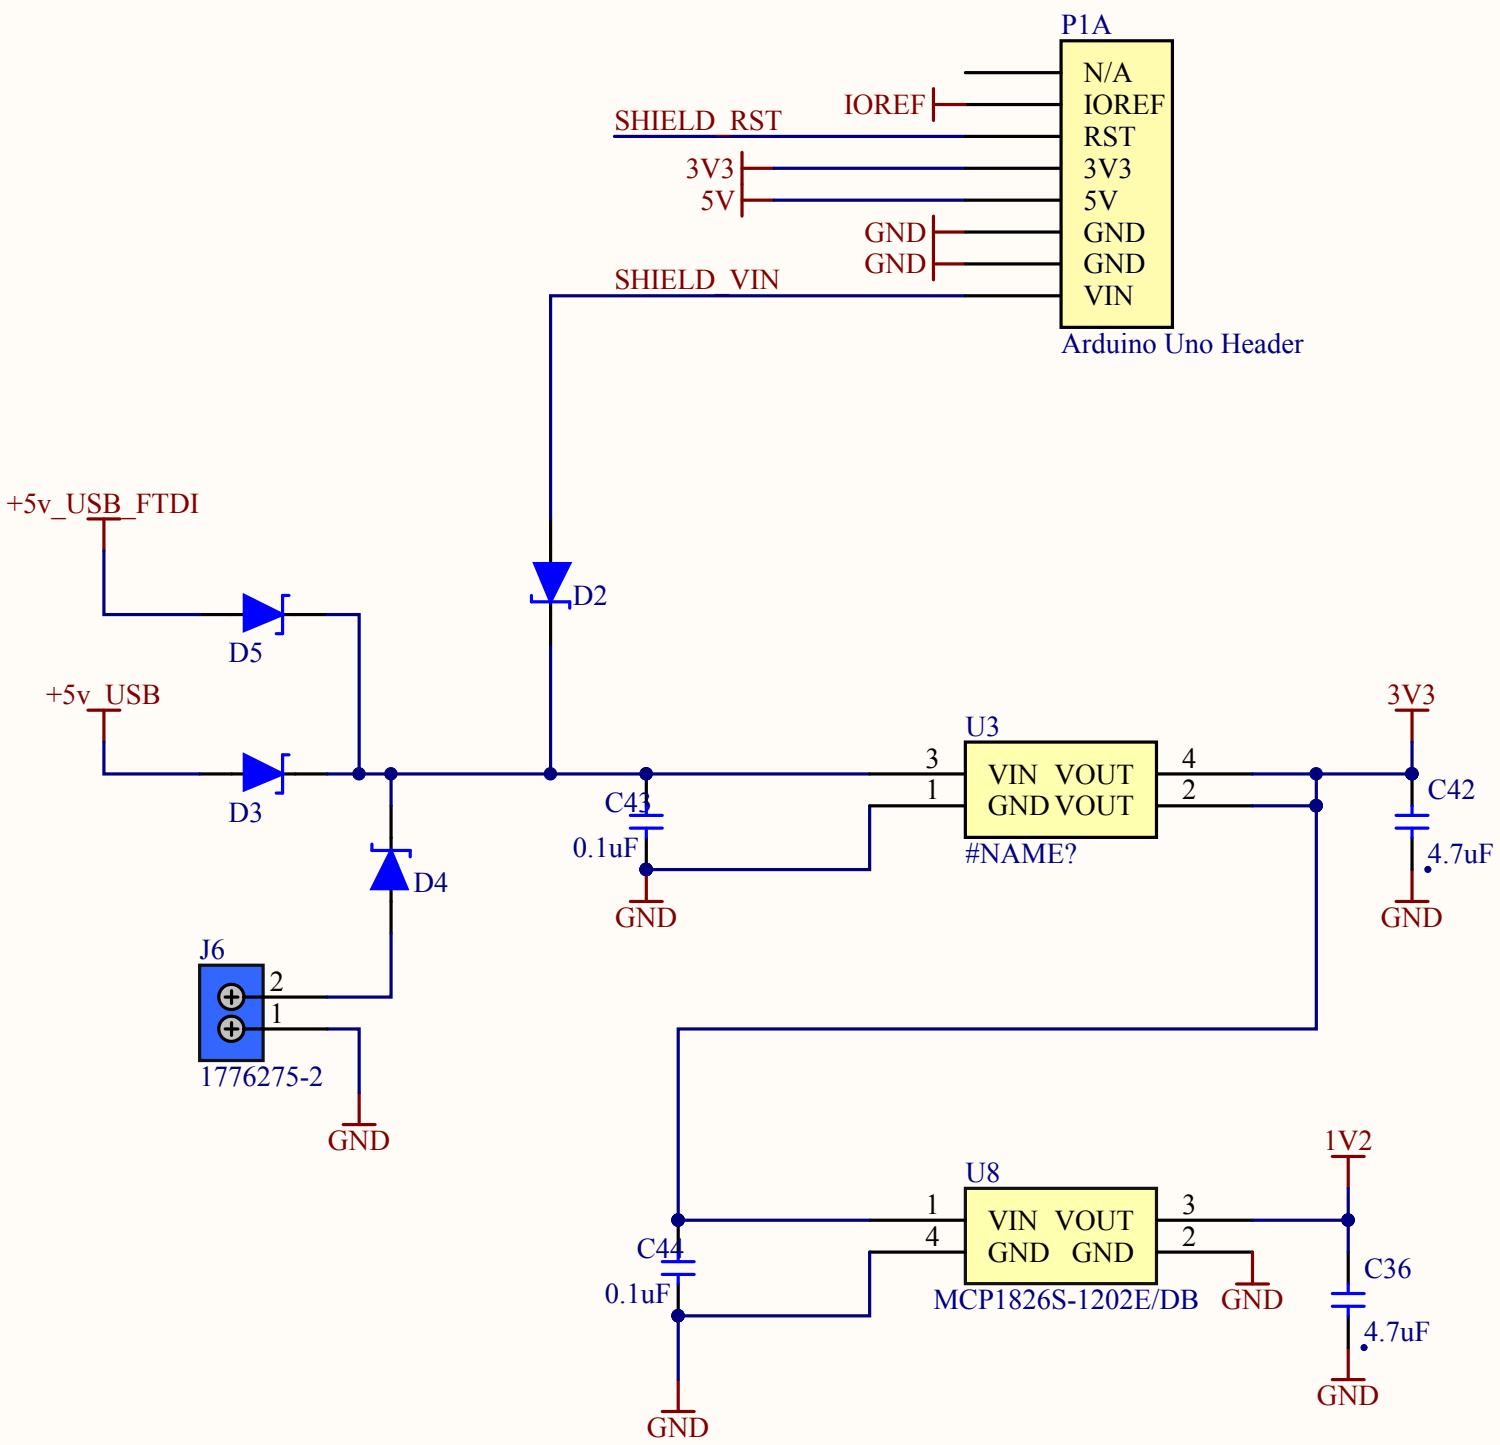 P1A
N/A
IOREF IOREF
SHIELD_RST RST
3V3 3V3
5V 5V
GND GND
GND GND
SHIELD_VIN VIN
Arduino Uno Header
+5v_USB_FTDI
D2
D5
+5v_USB
3V3
U3
3 VIN VOUT 4
1 GND VOUT 2
C43
C42
D3
0.1uF
#NAME?
4.7uF
D4
GND
GND
J6
2
1
1776275-2
GND
1V2
U8
1 VIN VOUT 3
4 GND GND 2
C44
C36
0.1uF
MCP1826S-1202E/DB
GND
4.7uF
GND
GND